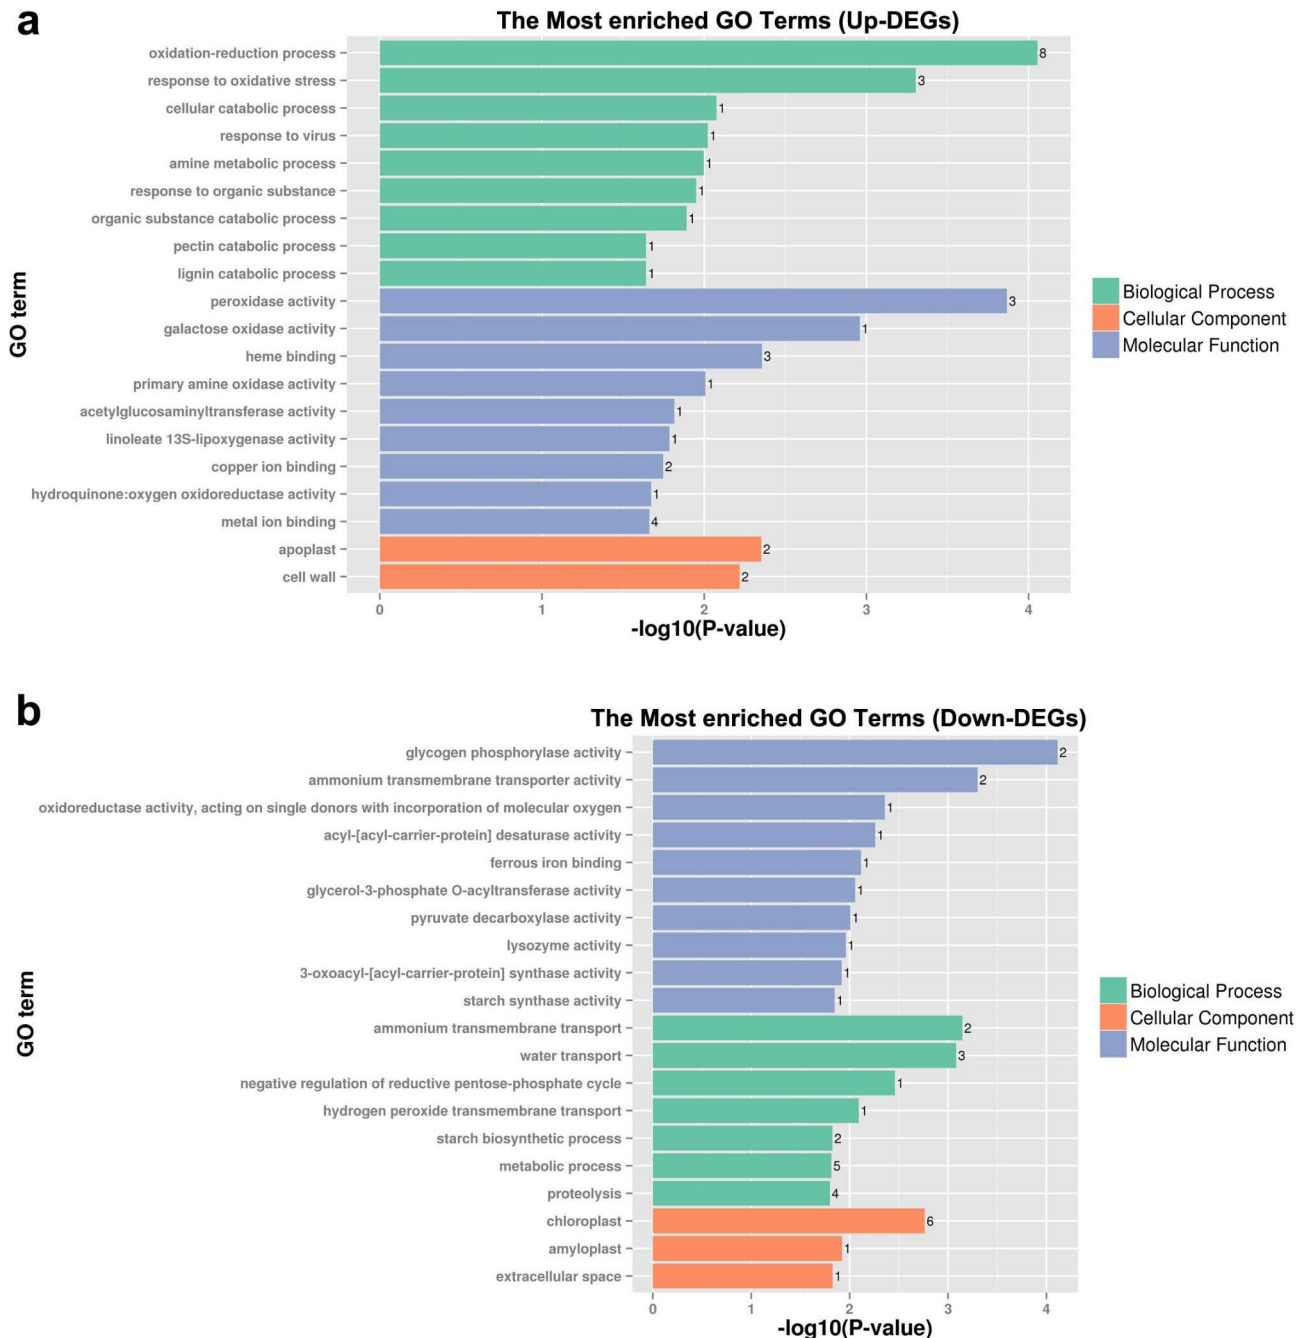 a
The Most enriched GO Terms (Up-DEGs)
oxidation-reduction process 8
response to oxidative stress 3
cellular catabolic process 1
response to virus 1
amine metabolic process 1
response to organic substance 1
organic substance catabolic process 1
pectin catabolic process 1
lignin catabolic process 1
peroxidase activity 3
galactose oxidase activity 1
heme binding 3
primary amine oxidase activity 1
acetylglucosaminyltransferase activity 1
linoleate 13S-lipoxygenase activity 1
copper ion binding 2
hydroquinone:oxygen oxidoreductase activity 1
metal ion binding 4
apoplast 2
cell wall 2
GO term
0 1 2 3 4
-log10(P-value)
Biological Process
Cellular Component
Molecular Function
b
The Most enriched GO Terms (Down-DEGs)
glycogen phosphorylase activity 2
ammonium transmembrane transporter activity 2
oxidoreductase activity, acting on single donors with incorporation of molecular oxygen 1
acyl-[acyl-carrier-protein] desaturase activity 1
ferrous iron binding 1
glycerol-3-phosphate O-acyltransferase activity 1
pyruvate decarboxylase activity 1
lysozyme activity 1
3-oxoacyl-[acyl-carrier-protein] synthase activity 1
starch synthase activity 1
ammonium transmembrane transport 2
water transport 3
negative regulation of reductive pentose-phosphate cycle 1
hydrogen peroxide transmembrane transport 1
starch biosynthetic process 2
metabolic process 5
proteolysis 4
chloroplast 6
amyloplast 1
extracellular space 1
GO term
0 1 2 3 4
-log10(P-value)
Biological Process
Cellular Component
Molecular Function